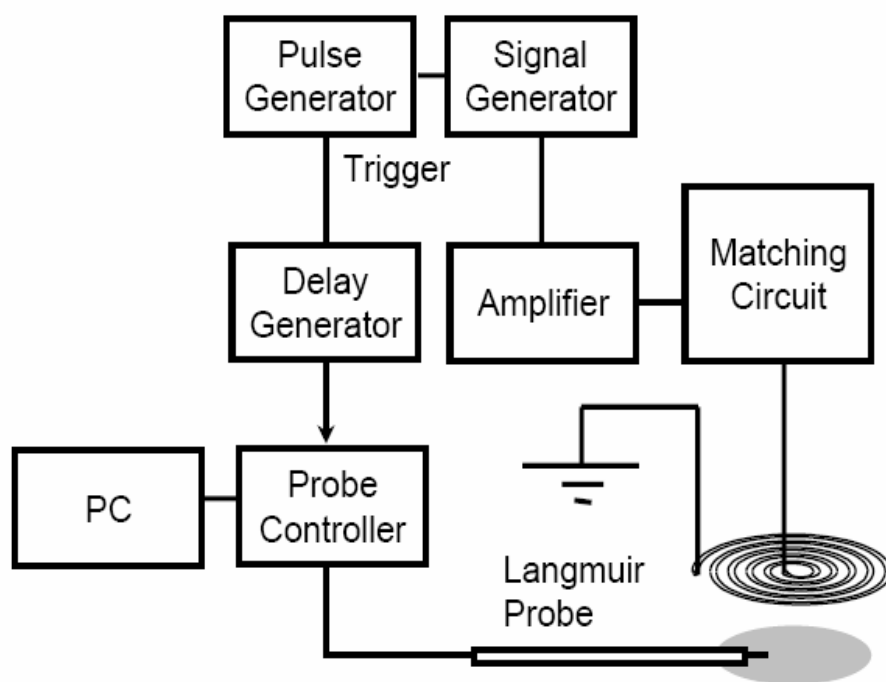 Pulse
Generator
Signal
Generator
Trigger
Delay
Generator
Amplifier
Matching
Circuit
PC
Probe
Controller
Langmuir
Probe